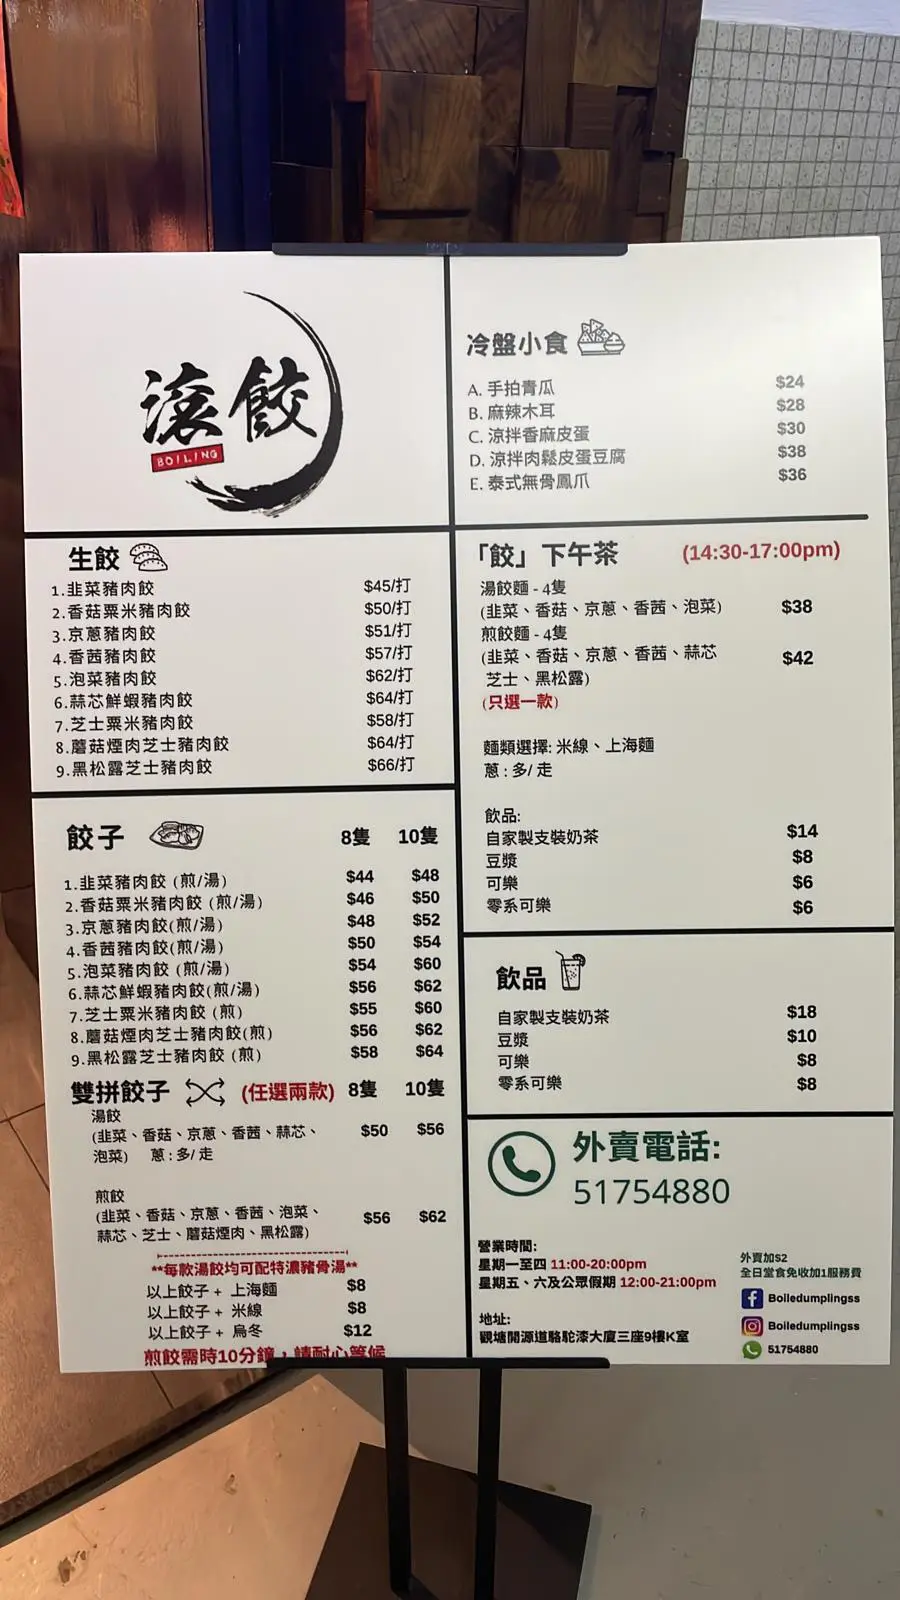 滾餃
BOILING
冷盤小食
A. 手拍青瓜 $24
B. 麻辣木耳 $28
C. 涼拌香麻皮蛋 $30
D. 涼拌肉鬆皮蛋豆腐 $38
E. 泰式無骨鳳爪 $36
生餃
1.韭菜豬肉餃 $45/打
2.香菇粟米豬肉餃 $50/打
3.京蔥豬肉餃 $51/打
4.香茜豬肉餃 $57/打
5.泡菜豬肉餃 $62/打
6.蒜芯鮮蝦豬肉餃 $64/打
7.芝士粟米豬肉餃 $58/打
8.蘑菇煙肉芝士豬肉餃 $64/打
9.黑松露芝士豬肉餃 $66/打
餃子 8隻 10隻
1.韭菜豬肉餃 (煎/湯) $44 $48
2.香菇粟米豬肉餃 (煎/湯) $46 $50
3.京蔥豬肉餃(煎/湯) $48 $52
4.香茜豬肉餃(煎/湯) $50 $54
5.泡菜豬肉餃 (煎/湯) $54 $60
6.蒜芯鮮蝦豬肉餃(煎/湯) $56 $62
7.芝士粟米豬肉餃 (煎) $55 $60
8.蘑菇煙肉芝士豬肉餃(煎) $56 $62
9.黑松露芝士豬肉餃 (煎) $58 $64
雙拼餃子 (任選兩款) 8隻 10隻
湯餃
(韭菜、香菇、京蔥、香茜、蒜芯、 $50 $56
泡菜) 蔥:多/走
煎餃
(韭菜、香菇、京蔥、香茜、泡菜、 $56 $62
蒜芯、芝士、蘑菇煙肉、黑松露)
**每款湯餃均可配特濃豬骨湯**
以上餃子 + 上海麵 $8
以上餃子 + 米線 $8
以上餃子 + 烏冬 $12
煎餃需時10分鐘，請耐心等候
「餃」下午茶 (14:30-17:00pm)
湯餃麵 - 4隻
(韭菜、香菇、京蔥、香茜、泡菜) $38
煎餃麵 - 4隻
(韭菜、香菇、京蔥、香茜、蒜芯 $42
芝士、黑松露)
(只選一款)
麵類選擇: 米線、上海麵
蔥 : 多/ 走
飲品:
自家製支裝奶茶 $14
豆漿 $8
可樂 $6
零系可樂 $6
飲品
自家製支裝奶茶 $18
豆漿 $10
可樂 $8
零系可樂 $8
外賣電話:
51754880
營業時間:
星期一至四 11:00-20:00pm
星期五、六及公眾假期 12:00-21:00pm
地址:
觀塘開源道駱駝漆大廈三座9樓K室
外賣加$2
全日堂食免收加1服務費
Boiledumplingss
Boiledumplingss
51754880